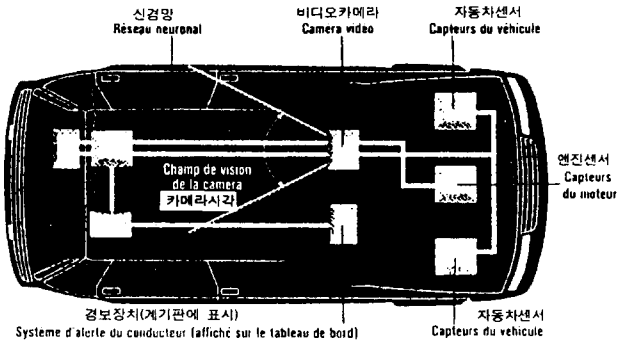 신경망
Réseau neuronal
비디오카메라
Camera video
자동차센서
Capteurs du véhicule
Champ de vision
de la camera
카메라시각
엔진센서
Capteurs
du moteur
경보장치(계기판에 표시)
Système d'alerte du conducteur (affiché sur le tableau de bord)
자동차센서
Capteurs du vehicule